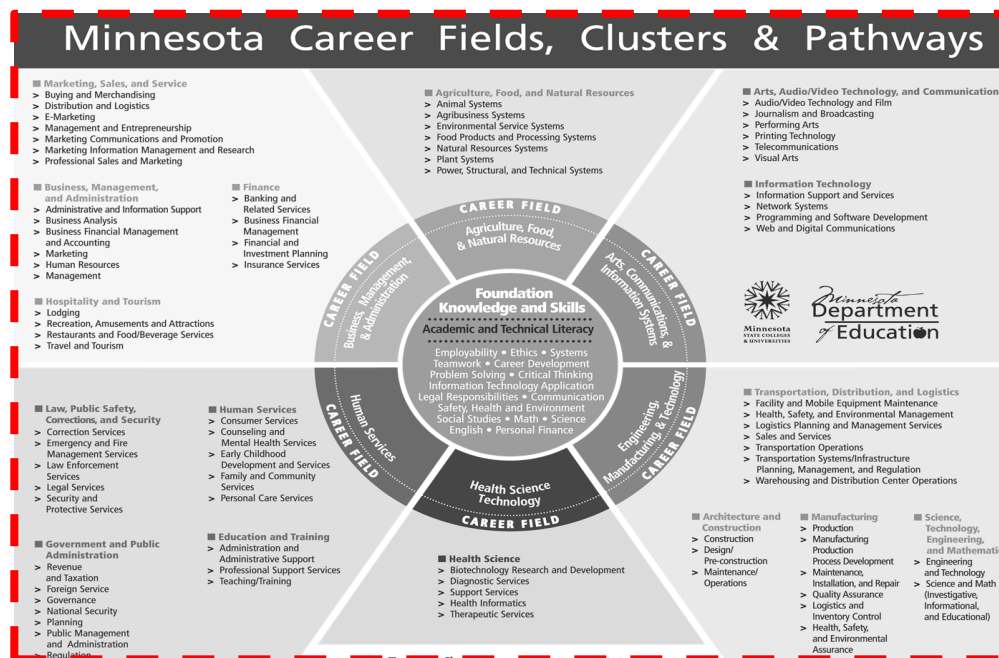 Minnesota Career Fields, Clusters & Pathways
Marketing, Sales, and Service
> Buying and Merchandising
> Distribution and Logistics
> E-Marketing
> Management and Entrepreneurship
> Marketing Communications and Promotion
> Marketing Information Management and Research
> Professional Sales and Marketing
Business, Management,
and Administration
> Administrative and Information Support
> Business Analysis
> Business Financial Management
and Accounting
> Marketing
> Human Resources
> Management
Finance
> Banking and
Related Services
> Business Financial
Management
> Financial and
Investment Planning
> Insurance Services
Hospitality and Tourism
> Lodging
> Recreation, Amusements and Attractions
> Restaurants and Food/Beverage Services
> Travel and Tourism
Agriculture, Food, and Natural Resources
> Animal Systems
> Agribusiness Systems
> Environmental Service Systems
> Food Products and Processing Systems
> Natural Resources Systems
> Plant Systems
> Power, Structural, and Technical Systems
Arts, Audio/Video Technology, and Communication
> Audio/Video Technology and Film
> Journalism and Broadcasting
> Performing Arts
> Printing Technology
> Telecommunications
> Visual Arts
Information Technology
> Information Support and Services
> Network Systems
> Programming and Software Development
> Web and Digital Communications
Minnesota
STATE COLLEGES
& UNIVERSITIES
Minnesota
Department
of Education
CAREER FIELD
Agriculture, Food,
& Natural Resources
CAREER FIELD
Business, Management,
& Administration
CAREER FIELD
Arts, Communications, &
Information Systems
Foundation
Knowledge and Skills
Academic and Technical Literacy
Employability • Ethics • Systems
Teamwork • Career Development
Problem Solving • Critical Thinking
Information Technology Application
Legal Responsibilities • Communication
Safety, Health and Environment
Social Studies • Math • Science
English • Personal Finance
Human Services
CAREER FIELD
Engineering,
Manufacturing, & Technology
CAREER FIELD
Health Science
Technology
CAREER FIELD
Law, Public Safety,
Corrections, and Security
> Correction Services
> Emergency and Fire
Management Services
> Law Enforcement
Services
> Legal Services
> Security and
Protective Services
Human Services
> Consumer Services
> Counseling and
Mental Health Services
> Early Childhood
Development and Services
> Family and Community
Services
> Personal Care Services
Government and Public
Administration
> Revenue
and Taxation
> Foreign Service
> Governance
> National Security
> Planning
> Public Management
and Administration
> Regulation
Education and Training
> Administration and
Administrative Support
> Professional Support Services
> Teaching/Training
Health Science
> Biotechnology Research and Development
> Diagnostic Services
> Support Services
> Health Informatics
> Therapeutic Services
Transportation, Distribution, and Logistics
> Facility and Mobile Equipment Maintenance
> Health, Safety, and Environmental Management
> Logistics Planning and Management Services
> Sales and Services
> Transportation Operations
> Transportation Systems/Infrastructure
Planning, Management, and Regulation
> Warehousing and Distribution Center Operations
Architecture and
Construction
> Construction
> Design/
Pre-construction
> Maintenance/
Operations
Manufacturing
> Production
> Manufacturing
Production
Process Development
> Maintenance,
Installation, and Repair
> Quality Assurance
> Logistics and
Inventory Control
> Health, Safety,
and Environmental
Assurance
Science,
Technology,
Engineering,
and Mathemati
> Engineering
and Technology
> Science and Math
(Investigative,
Informational,
and Educational)